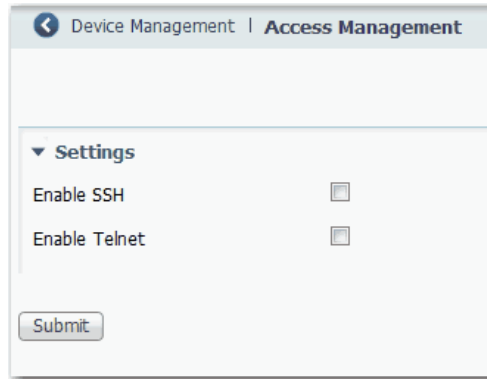 Device Management | Access Management
Settings
Enable SSH
Enable Telnet
Submit